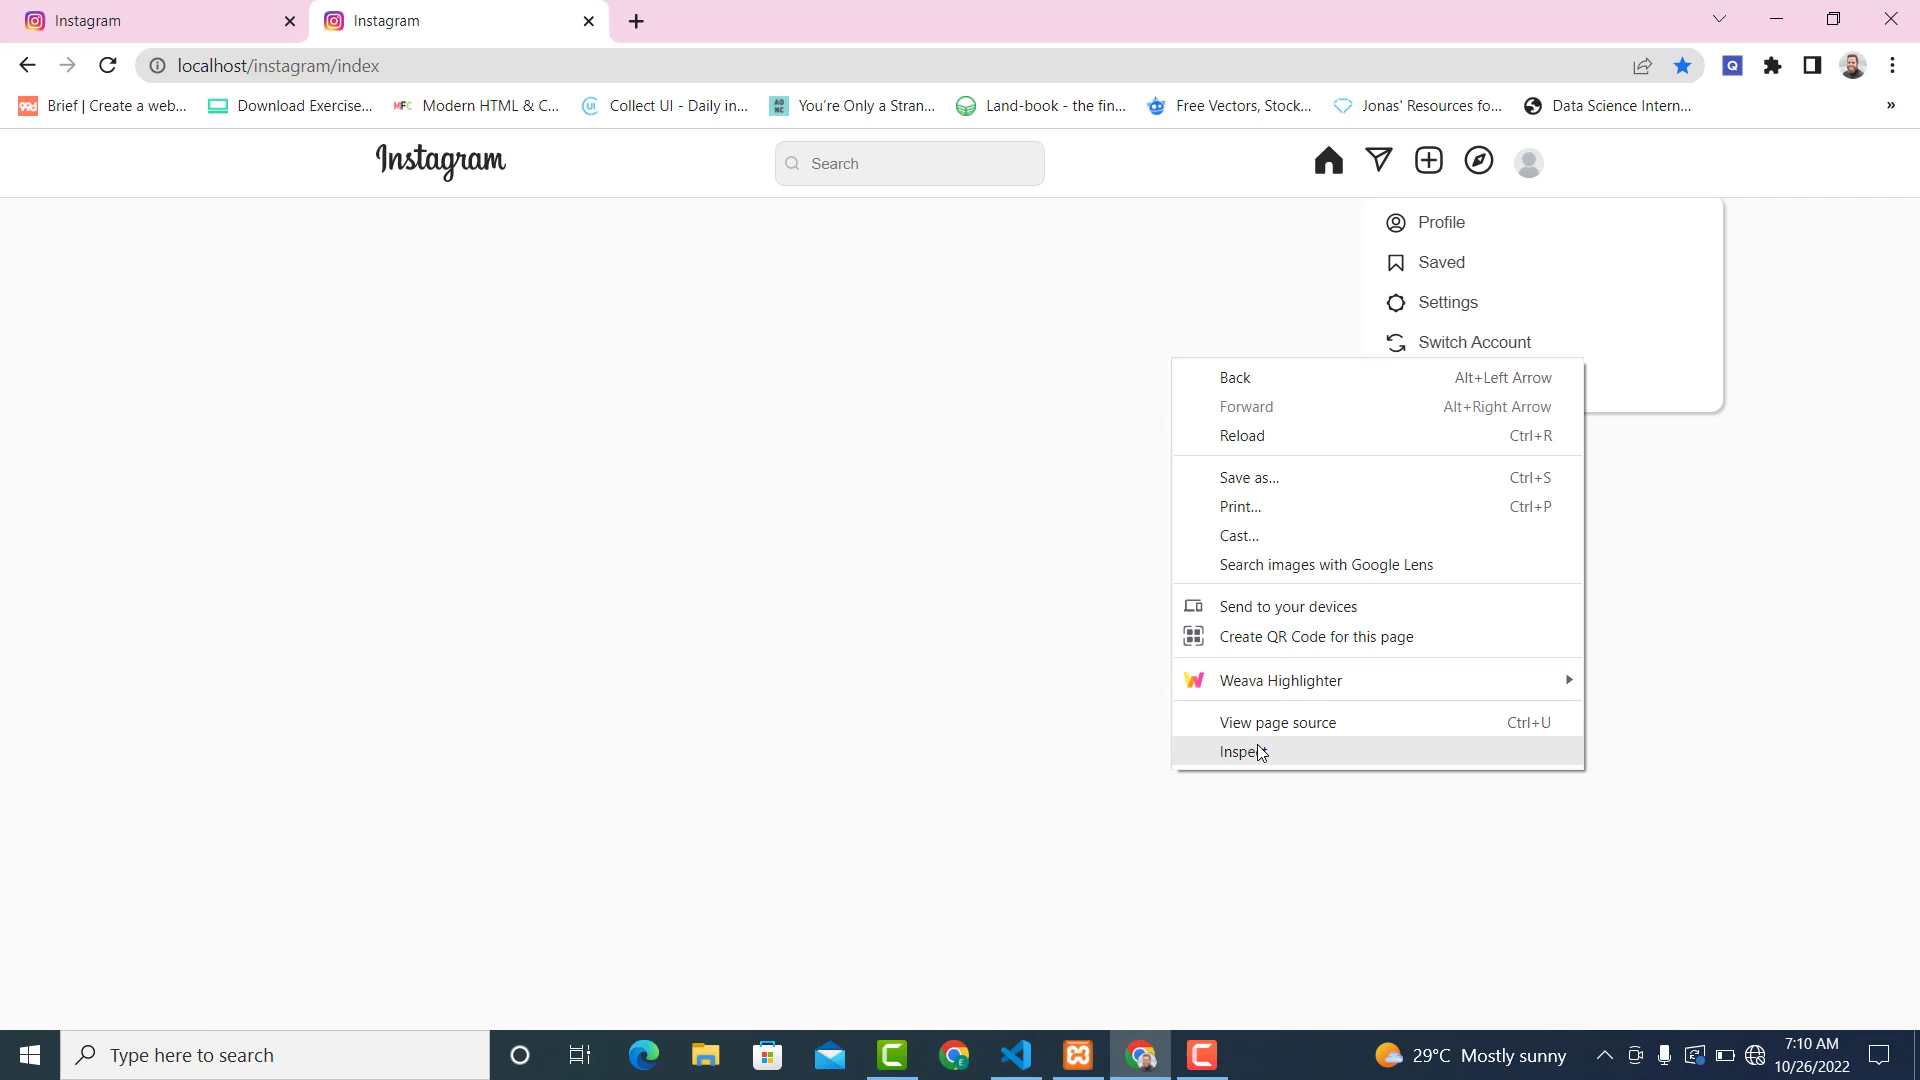 Instagram
Instagram
localhost/instagram/index
Brief | Create a web...
Download Exercise...
Modern HTML & C...
Collect UI - Daily in...
You're Only a Stran...
Land-book - the fin...
Free Vectors, Stock...
Jonas' Resources fo...
Data Science Intern...
»
Instagram
Search
Profile
Saved
Settings
Switch Account
Back Alt+Left Arrow
Forward Alt+Right Arrow
Reload Ctrl+R
Save as... Ctrl+S
Print... Ctrl+P
Cast...
Search images with Google Lens
Send to your devices
Create QR Code for this page
Weava Highlighter
View page source Ctrl+U
Inspect
Type here to search
29°C Mostly sunny
7:10 AM
10/26/2022